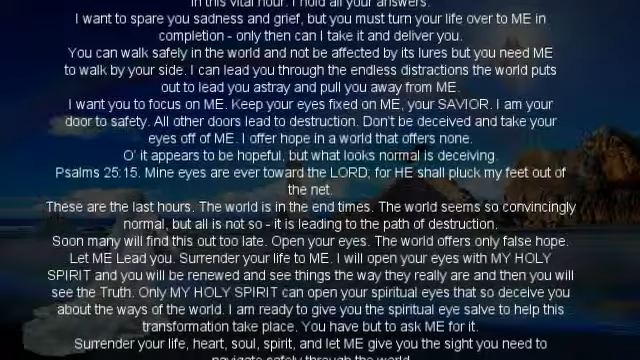 In this vital hour. I hold all your answers.
I want to spare you sadness and grief, but you must turn your life over to ME in
completion - only then can I take it and deliver you.
You can walk safely in the world and not be affected by its lures but you need ME
to walk by your side. I can lead you through the endless distractions the world puts
out to lead you astray and pull you away from ME.
I want you to focus on ME. Keep your eyes fixed on ME, your SAVIOR. I am your
door to safety. All other doors lead to destruction. Don't be deceived and take your
eyes off of ME. I offer hope in a world that offers none.
O' it appears to be hopeful, but what looks normal is deceiving.
Psalms 25:15. Mine eyes are ever toward the LORD; for HE shall pluck my feet out of
the net.
These are the last hours. The world is in the end times. The world seems so convincingly
normal, but all is not so - it is leading to the path of destruction.
Soon many will find this out too late. Open your eyes. The world offers only false hope.
Let ME Lead you. Surrender your life to ME. I will open your eyes with MY HOLY
SPIRIT and you will be renewed and see things the way they really are and then you will
see the Truth. Only MY HOLY SPIRIT can open your spiritual eyes that so deceive you
about the ways of the world. I am ready to give you the spiritual eye salve to help this
transformation take place. You have but to ask ME for it.
Surrender your life, heart, soul, spirit, and let ME give you the sight you need to
navigate safely through the world.